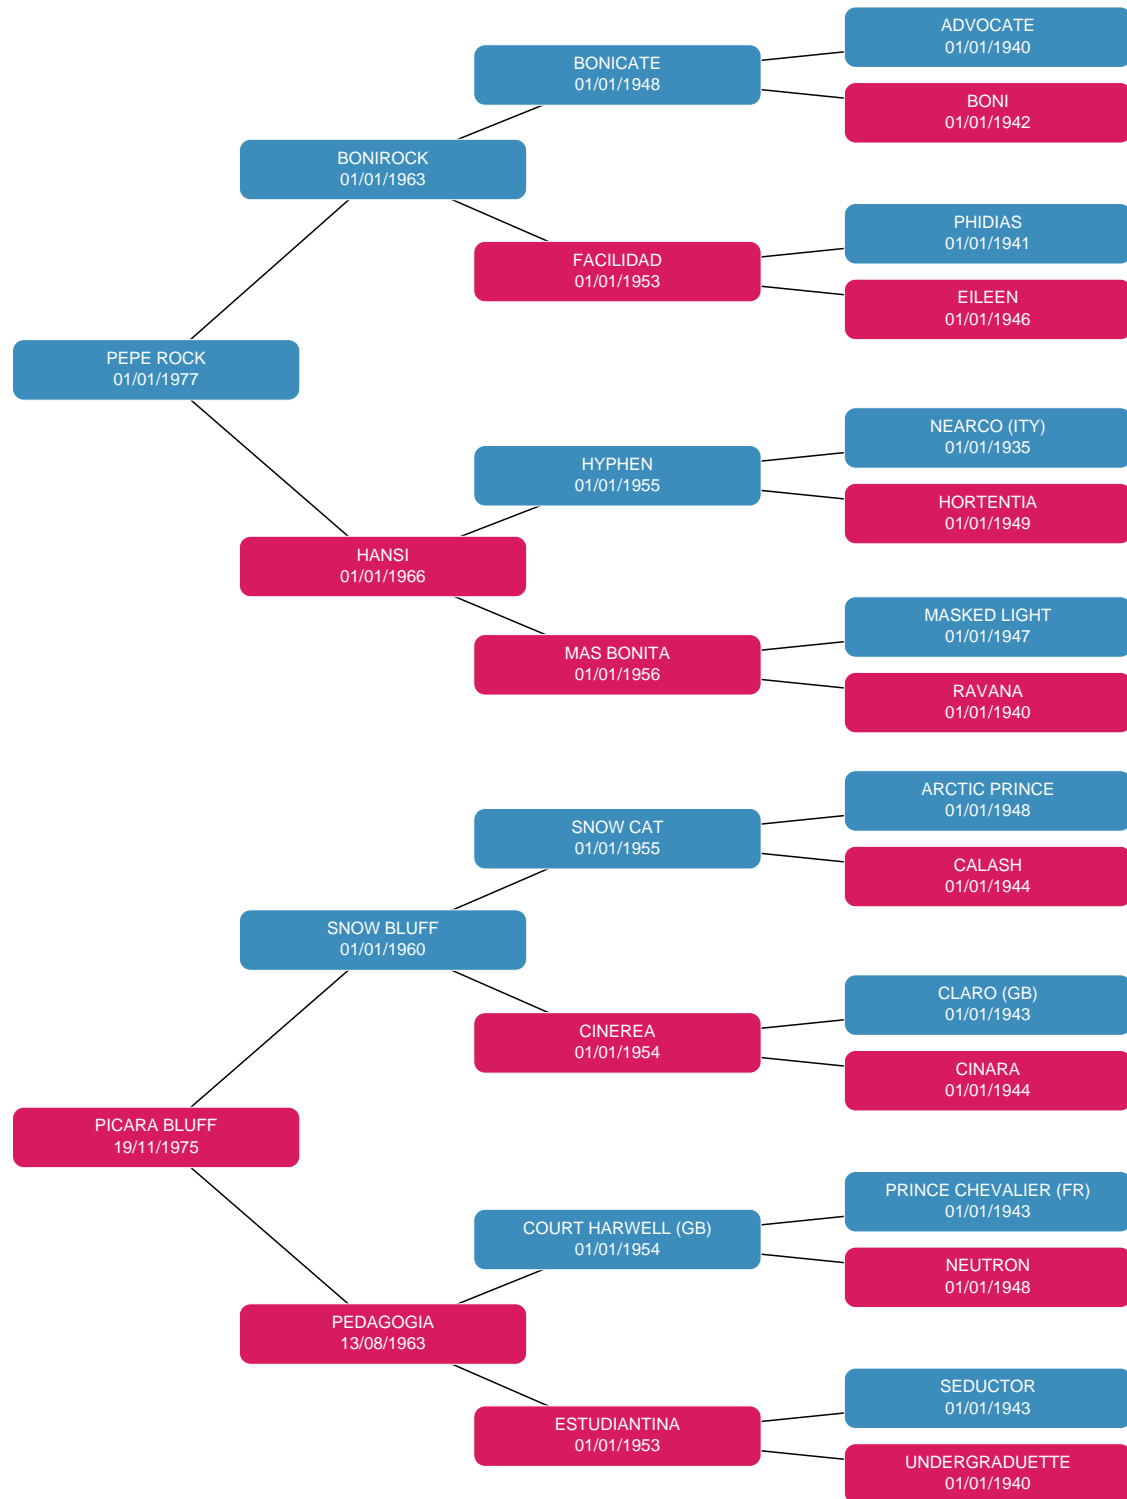 ADVOCATE
01/01/1940
BONICATE
01/01/1948
BONI
01/01/1942
BONIROCK
01/01/1963
PHIDIAS
01/01/1941
FACILIDAD
01/01/1953
EILEEN
01/01/1946
PEPE ROCK
01/01/1977
NEARCO (ITY)
01/01/1935
HYPHEN
01/01/1955
HORTENTIA
01/01/1949
HANSI
01/01/1966
MASKED LIGHT
01/01/1947
MAS BONITA
01/01/1956
RAVANA
01/01/1940
ARCTIC PRINCE
01/01/1948
SNOW CAT
01/01/1955
CALASH
01/01/1944
SNOW BLUFF
01/01/1960
CLARO (GB)
01/01/1943
CINEREA
01/01/1954
CINARA
01/01/1944
PICARA BLUFF
19/11/1975
PRINCE CHEVALIER (FR)
01/01/1943
COURT HARWELL (GB)
01/01/1954
NEUTRON
01/01/1948
PEDAGOGIA
13/08/1963
SEDUCTOR
01/01/1943
ESTUDIANTINA
01/01/1953
UNDERGRADUETTE
01/01/1940